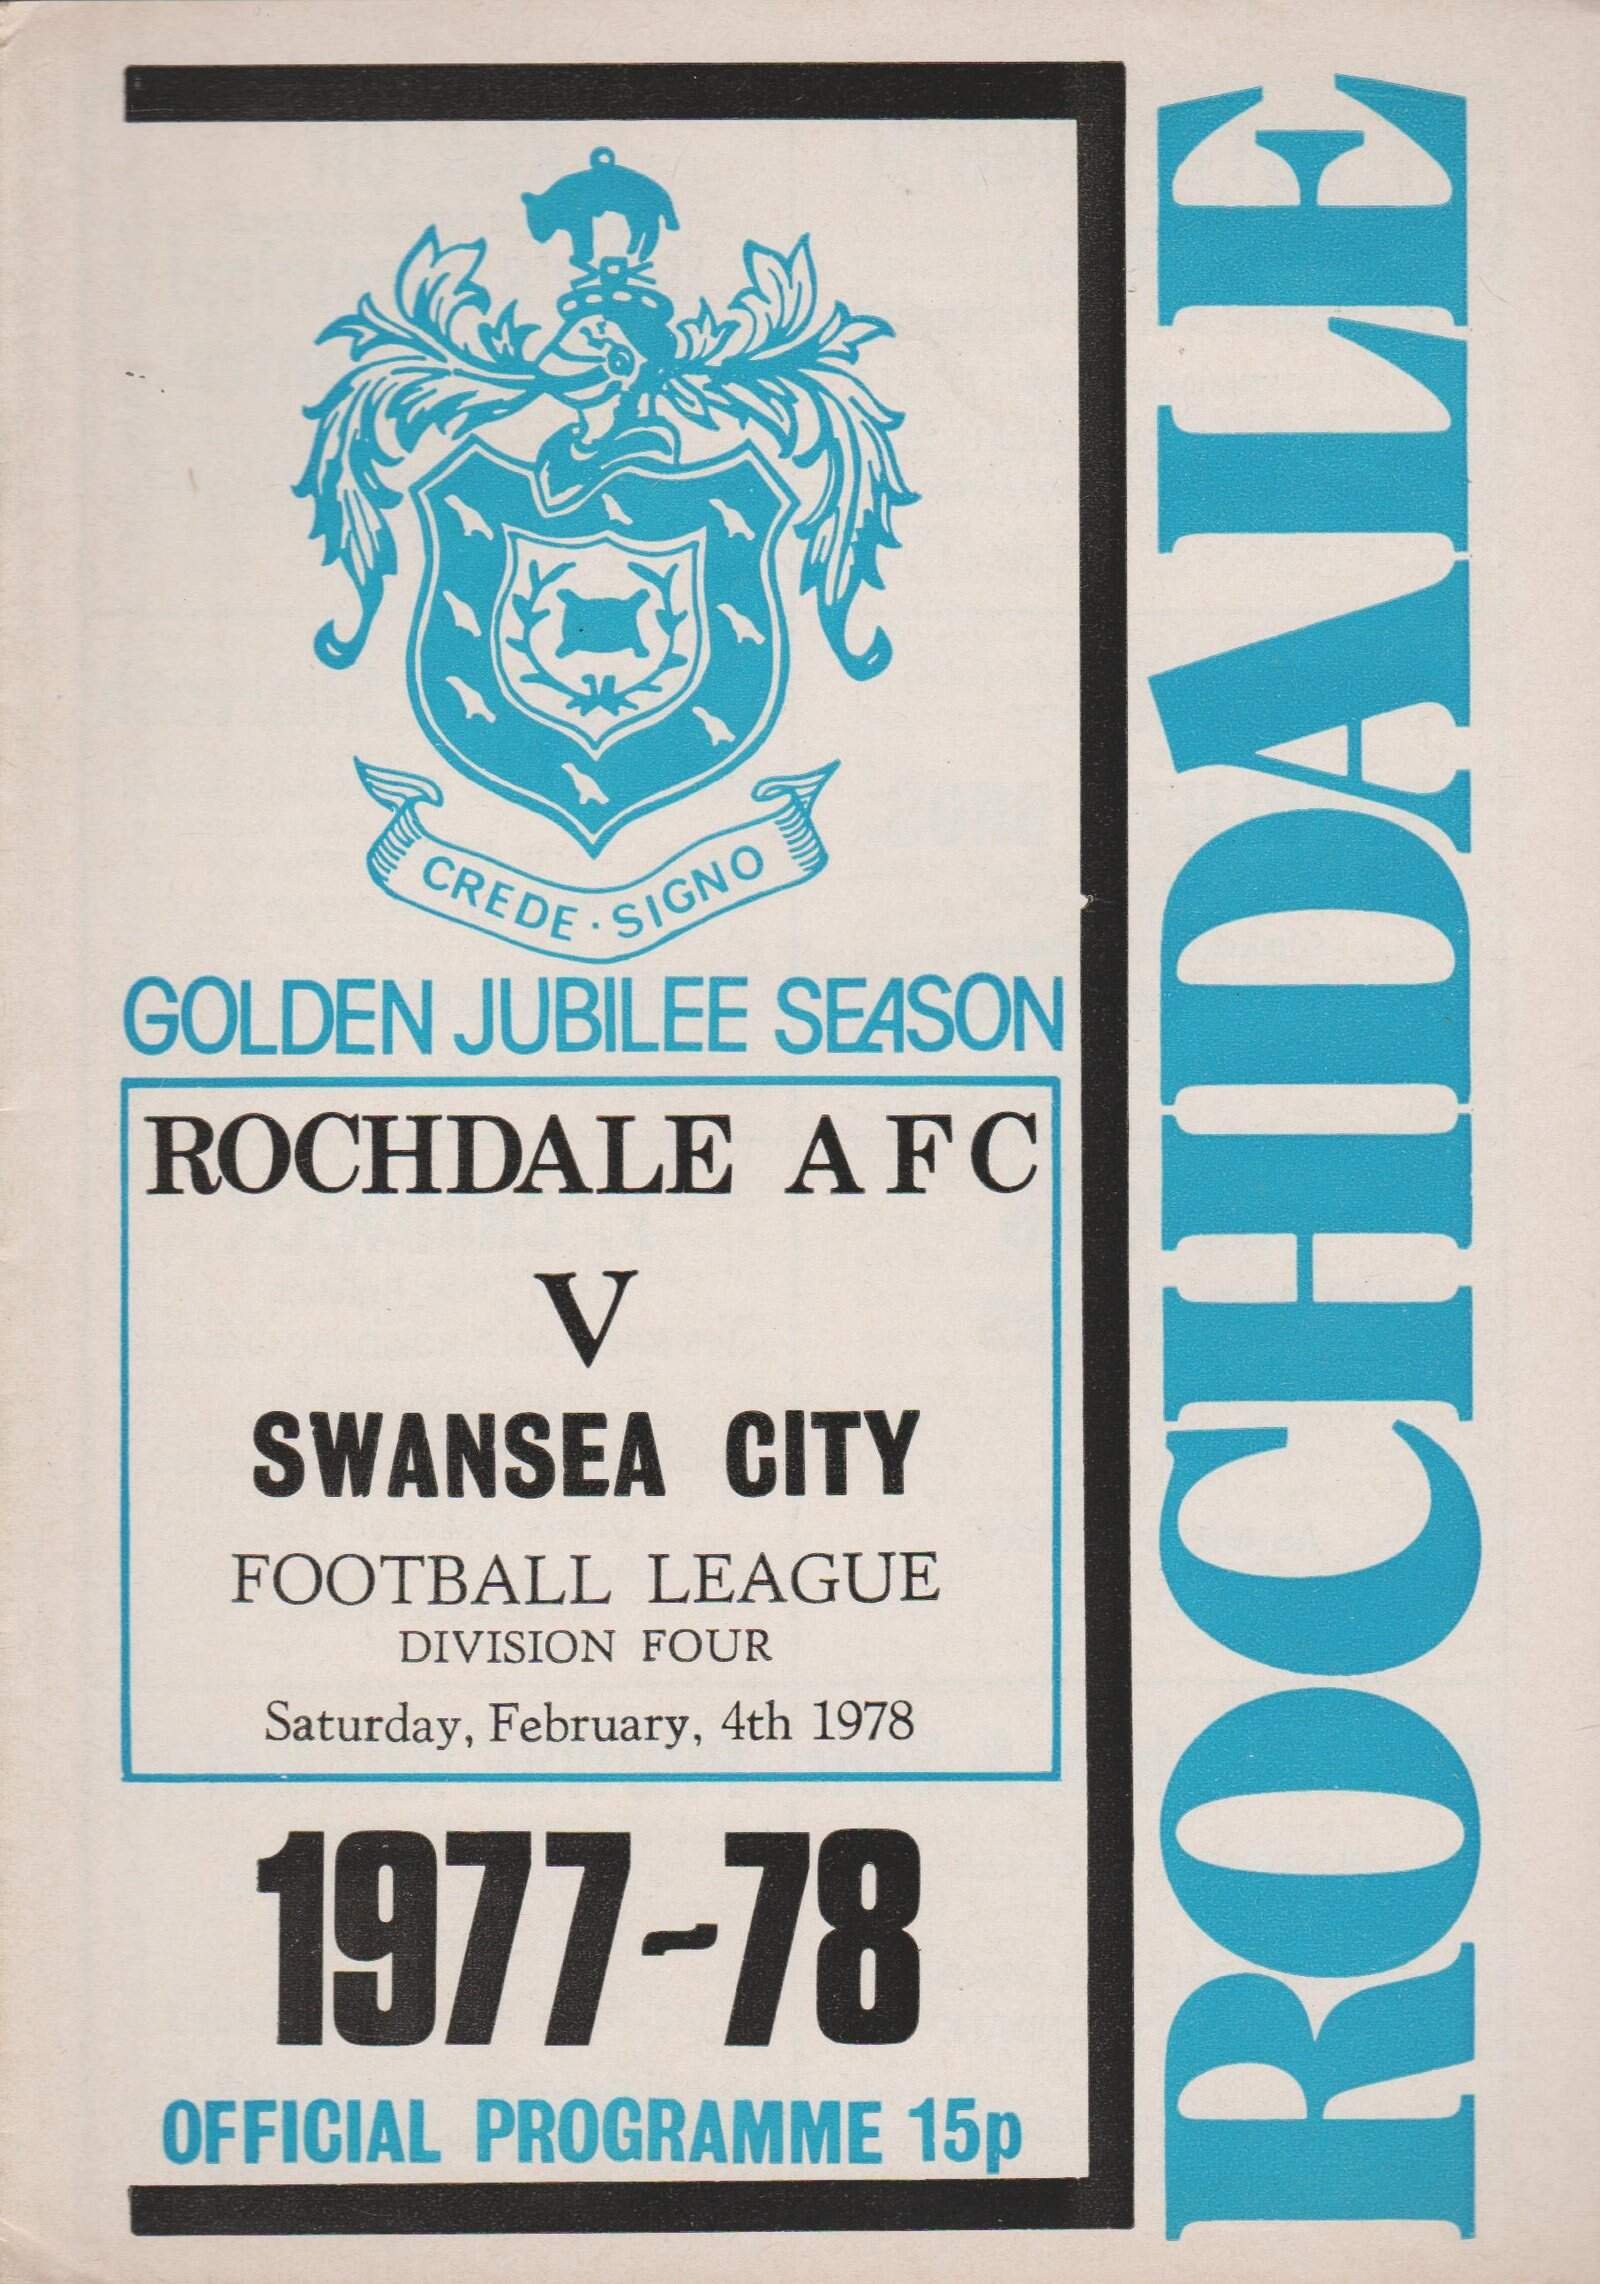 CREDE · SIGNO
GOLDEN JUBILEE SEASON
ROCHDALE AFC
V
SWANSEA CITY
FOOTBALL LEAGUE
DIVISION FOUR
Saturday, February, 4th 1978
1977-78
OFFICIAL PROGRAMME 15p
ROCHDALE